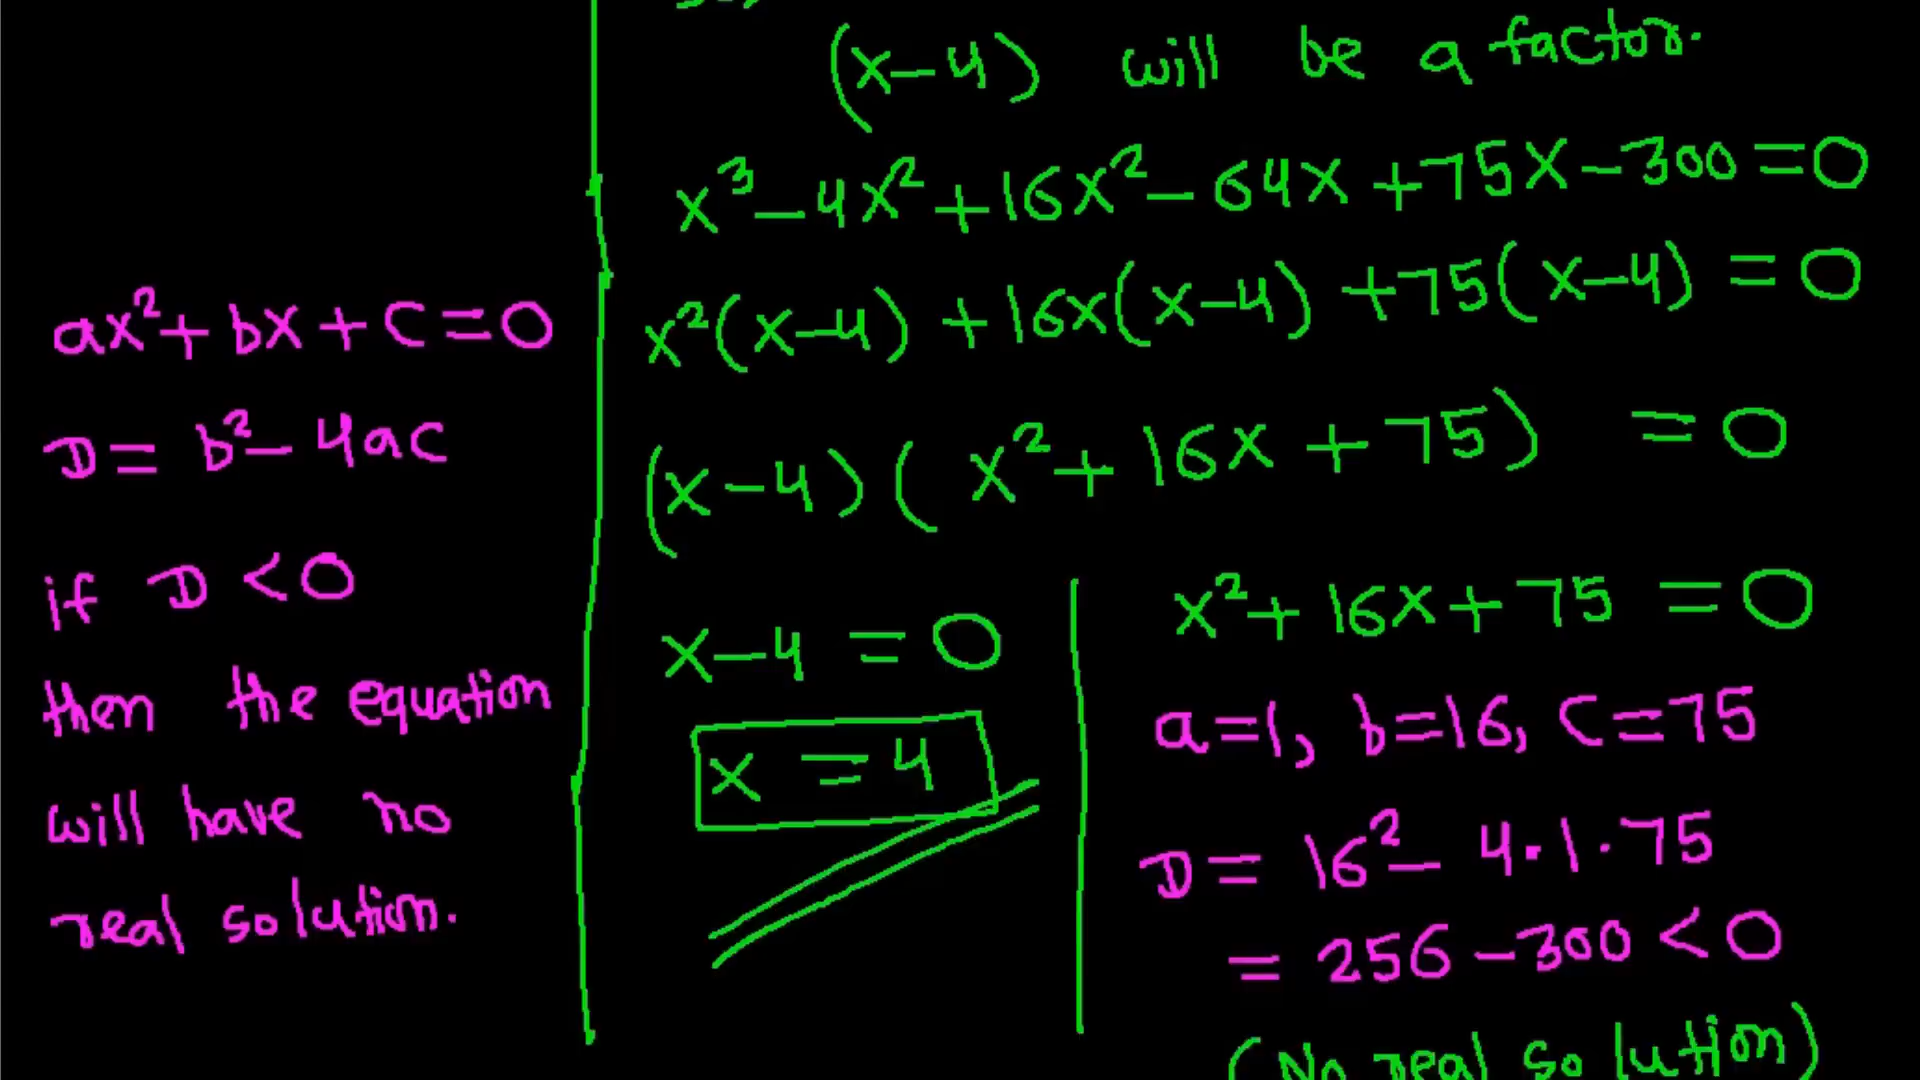 (x-4) will be a factor.
x³-4x²+16x²-64x+75x-300=0
x²(x-4)+16x(x-4)+75(x-4)=0
(x-4)(x²+16x+75)=0
x-4=0
x=4
x²+16x+75=0
a=1, b=16, c=75
D=16²-4·1·75
=256-300<0
(No real solution)
ax²+bx+c=0
D=b²-4ac
if D<0
then the equation
will have no
real solution.